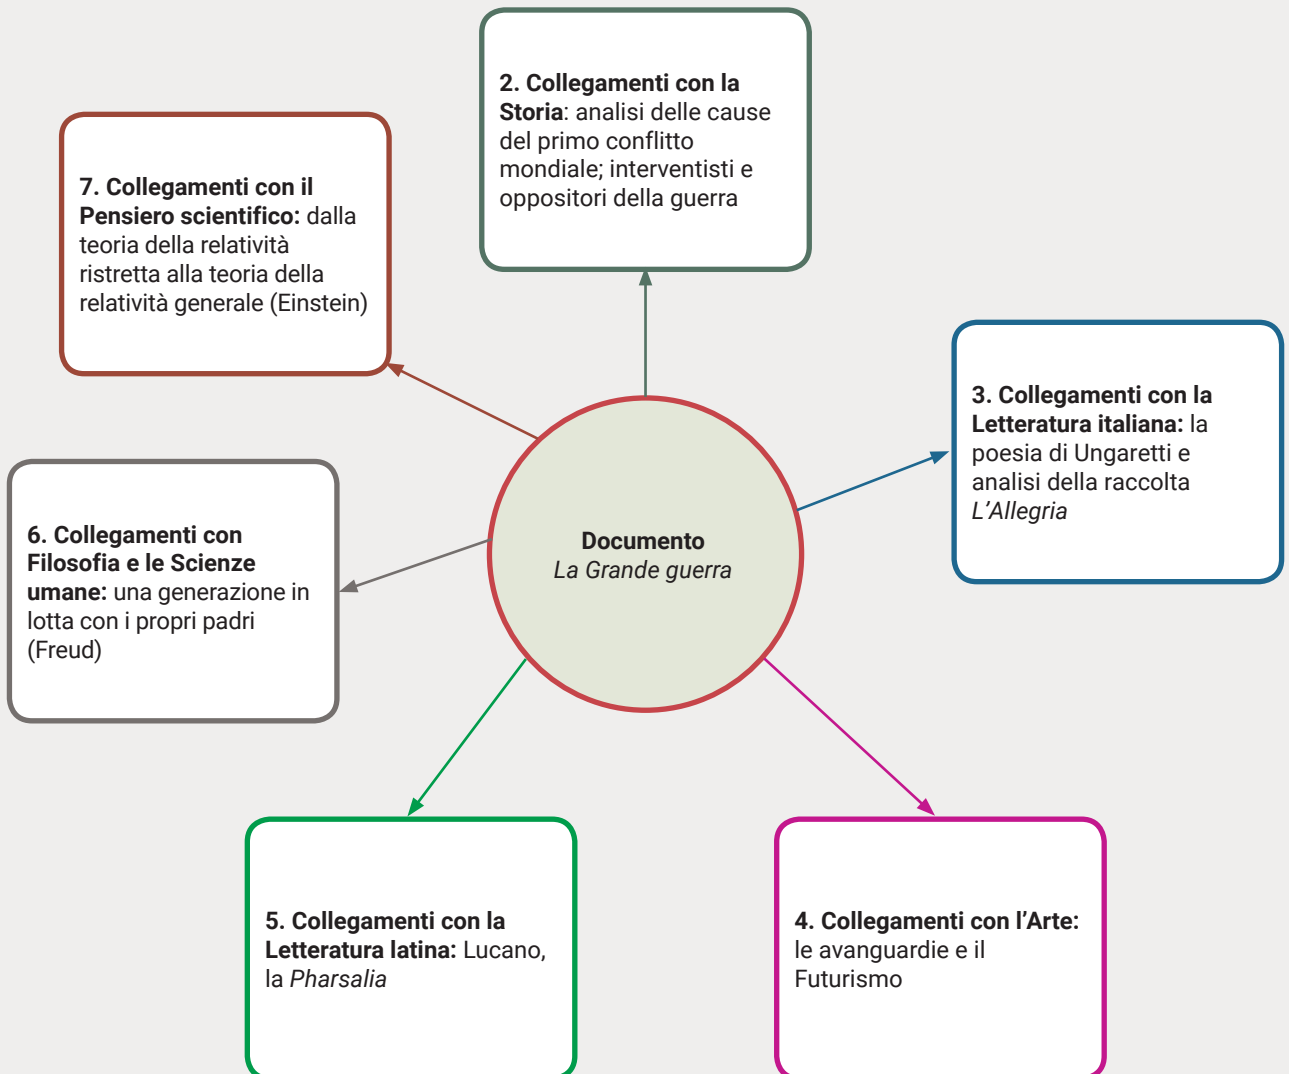 2. Collegamenti con la
Storia: analisi delle cause
del primo conflitto
mondiale; interventisti e
oppositori della guerra
7. Collegamenti con il
Pensiero scientifico: dalla
teoria della relatività
ristretta alla teoria della
relatività generale (Einstein)
3. Collegamenti con la
Letteratura italiana: la
poesia di Ungaretti e
analisi della raccolta
L’Allegria
6. Collegamenti con
Filosofia e le Scienze
umane: una generazione in
lotta con i propri padri
(Freud)
Documento
La Grande guerra
5. Collegamenti con la
Letteratura latina: Lucano,
la Pharsalia
4. Collegamenti con l’Arte:
le avanguardie e il
Futurismo